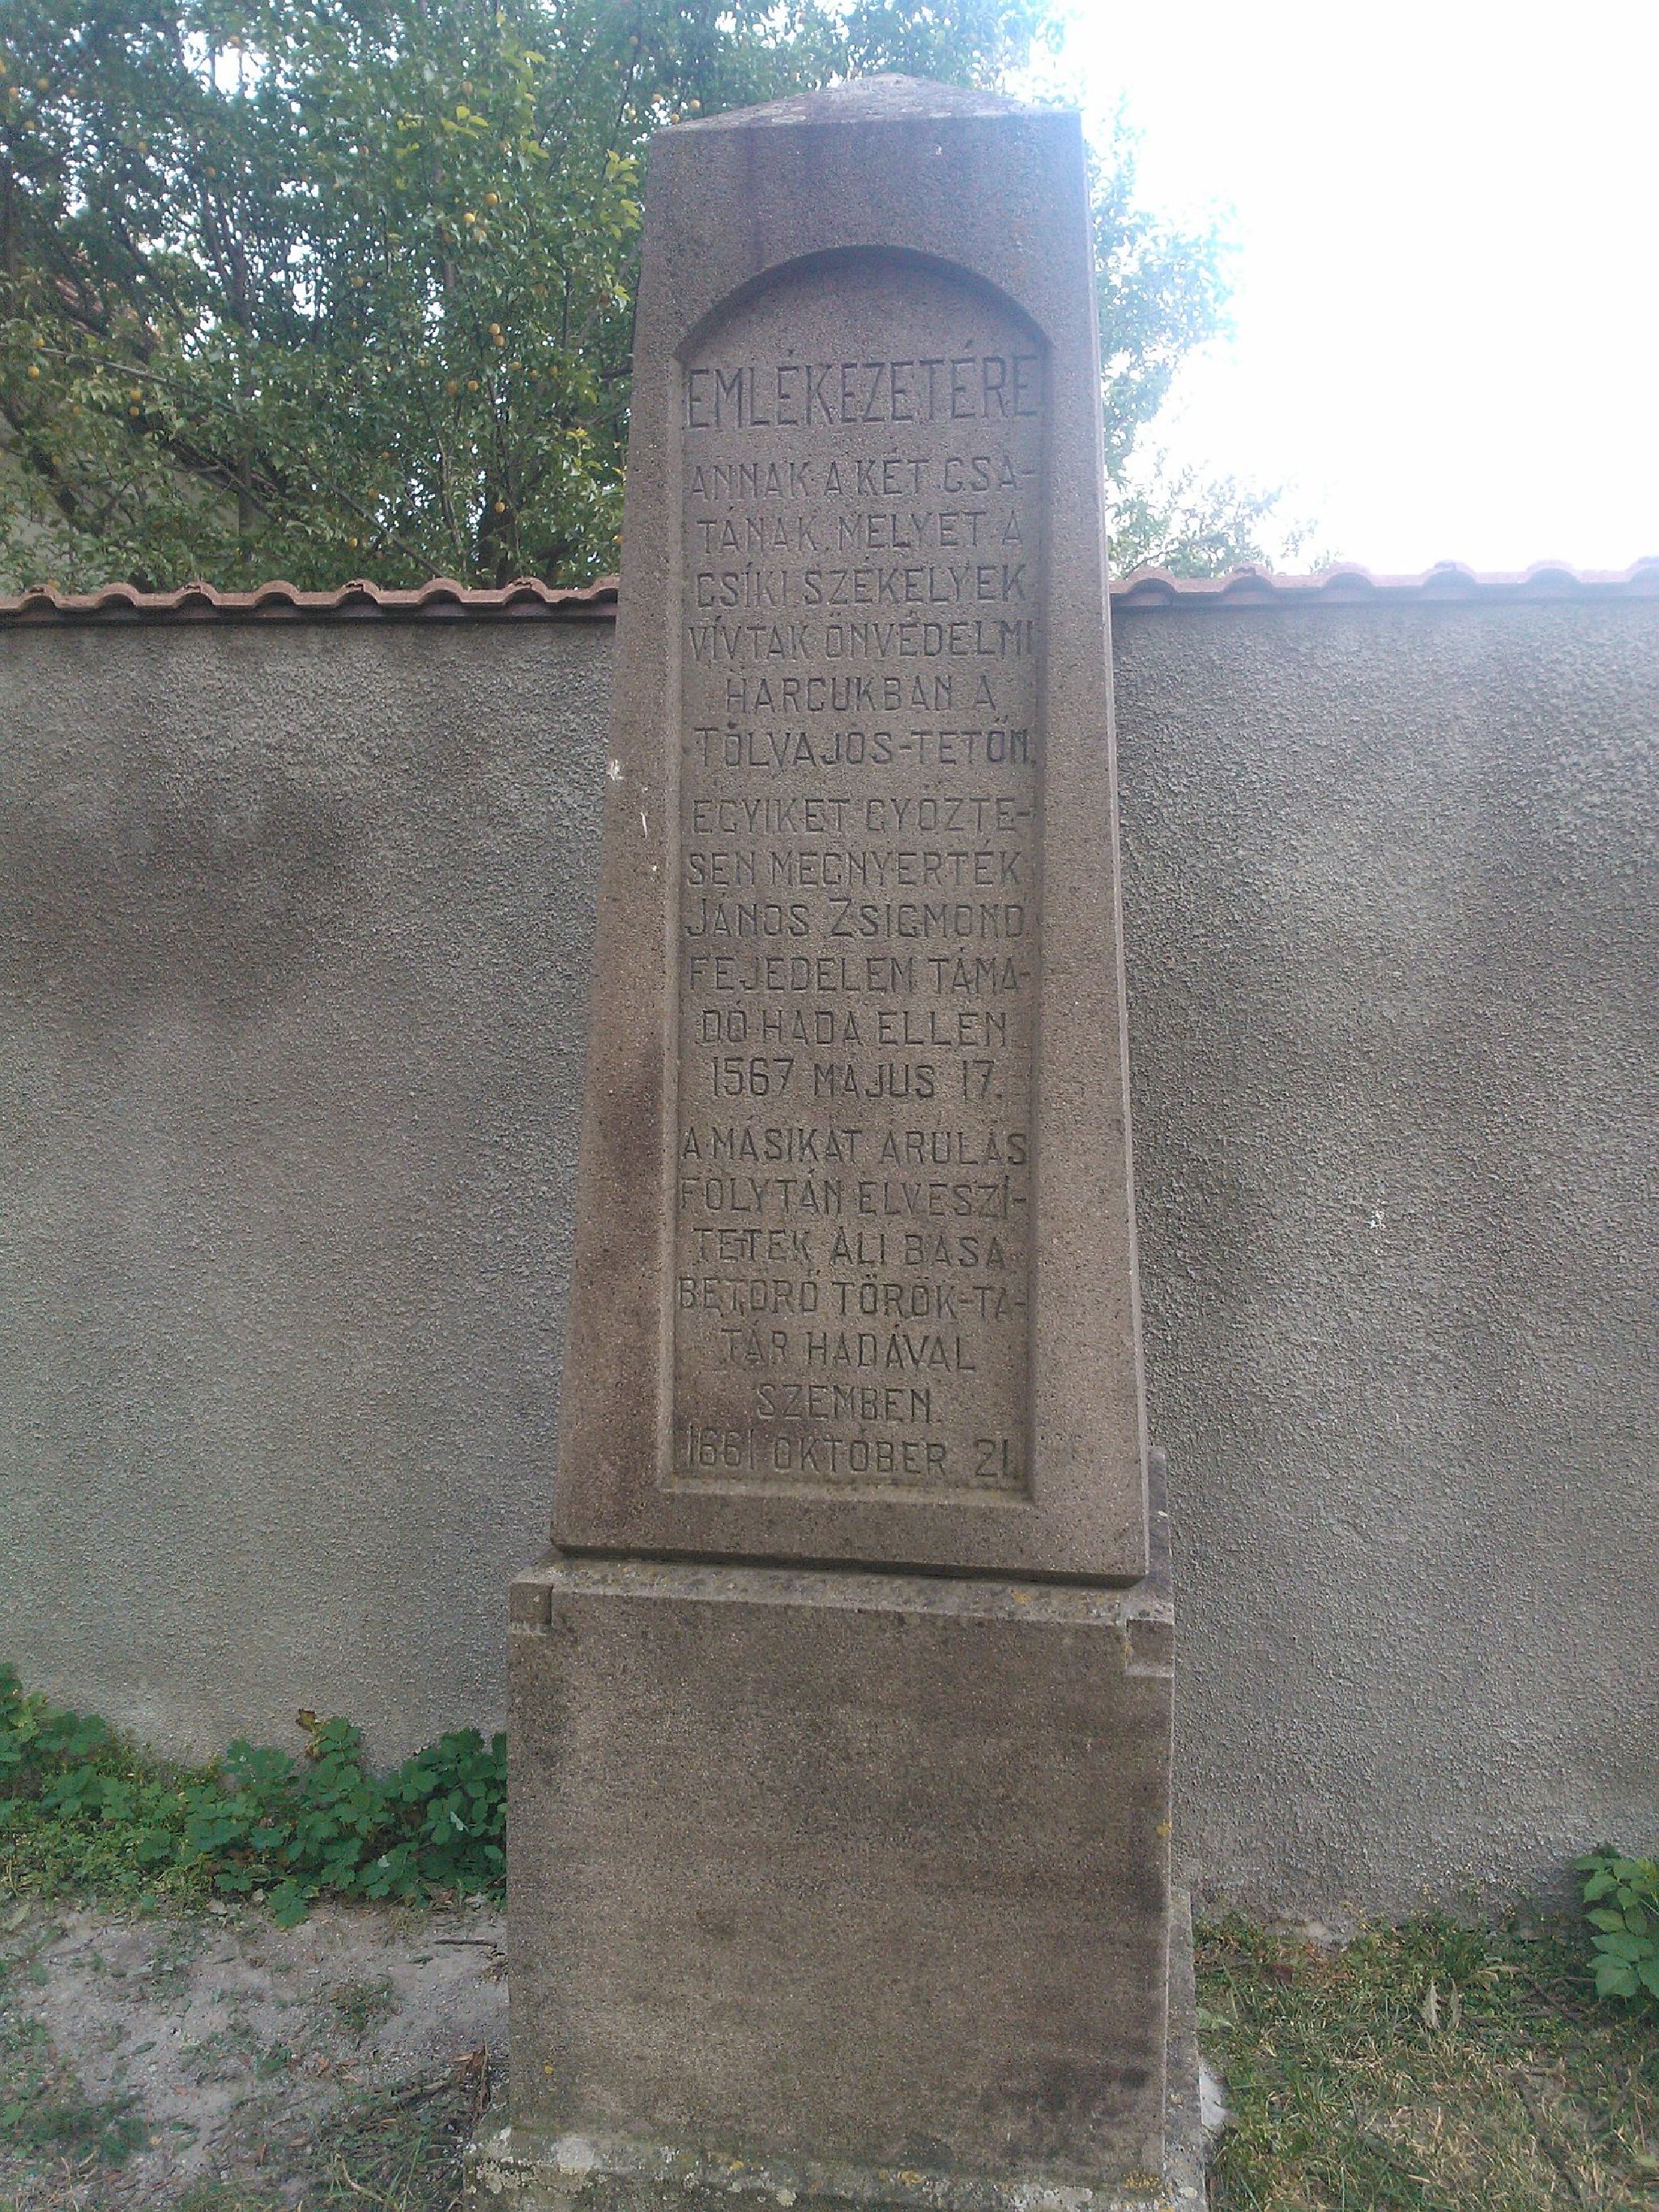 EMLÉKEZETÉRE
ANNAK A KÉT CSA-
TÁNAK, MELYET A
CSÍKI SZÉKELYEK
VÍVTAK ÖNVÉDELMI
HARCUKBAN A
TOLVAJOS-TETŐN,
EGYIKET GYŐZTE-
SEN MEGNYERTÉK
JÁNOS ZSIGMOND
FEJEDELEM TÁMA-
DÓ HADA ELLEN
1567 MÁJUS 17.
A MÁSIKAT ÁRULÁS
FOLYTÁN ELVESZÍ-
TETTÉK ÁLI BASA
BETÖRŐ TÖRÖK-TA-
TÁR HADÁVAL
SZEMBEN.
1661 OKTÓBER 21.